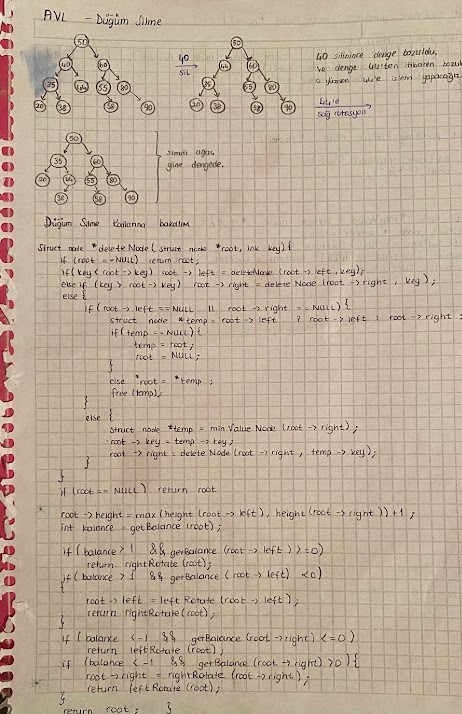 AVL - Düğüm Silme
50
40 60
35 44 55 80
20 38 58 90
40
SİL
50
44 60
35 55 80
20 38 58 90
40 silinince denge bozuldu,
ve denge 44'ten itibaren bozuk
o yüzden 44'e işlem yapacağız
44'e
sağ rotasyon
50
35 60
20 44 55 80
38 58 90
şimdi ağaç
yine dengede.
Düğüm Silme Kodlarına bakalım
Struct node *deleteNode( struct node *root, int key){
if (root == NULL) return root;
if(key < root->key) root -> left = deleteNode (root -> left, key);
else if (key > root -> key) root -> right = delete Node (root -> right , key );
else {
if (root -> left == NULL || root -> right == NULL) {
struct node *temp = root -> left ? root -> left : root -> right ;
if(temp == NULL) {
temp = root;
root = NULL ;
}
else *root = *temp ;
free (temp);
}
else {
struct node *temp = min Value Node (root -> right) ;
root -> key = temp -> key ;
root -> right = delete Node (root -> right , temp -> key);
}
}
if (root == NULL) return root
root -> height = max (height (root -> left), height (root -> right)) + 1 ;
int balance = getBalance (root) ;
if ( balance > 1 && getBalance (root -> left ) >= 0)
return rightRotate (root);
if ( balance > 1 && getBalance ( root -> left) < 0)
{
root -> left = left Rotate (root -> left );
return rightRotate (root);
}
if ( balance < -1 && getBalance (root -> right) <= 0)
return leftRotate (root);
if (balance < -1 && getBalance (root -> right) > 0) {
root -> right = rightRotate (root -> right) ;
return left Rotate (root) ;
}
return root ; }